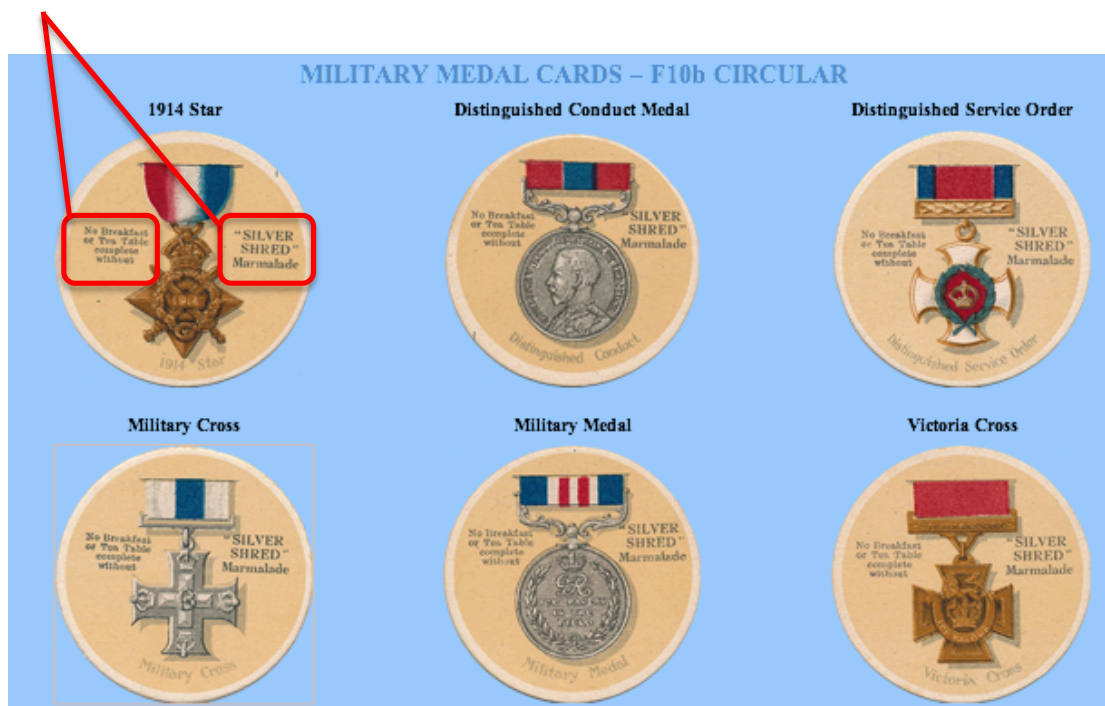 MILITARY MEDAL CARDS – F10b CIRCULAR
1914 Star
Distinguished Conduct Medal
Distinguished Service Order
No Breakfast
or Tea Table
complete
without
"SILVER
SHRED"
Marmalade
1914 Star
No Breakfast
or Tea Table
complete
without
"SILVER
SHRED"
Marmalade
Distinguished Conduct
No Breakfast
or Tea Table
complete
without
"SILVER
SHRED"
Marmalade
Distinguished Service Order
Military Cross
Military Medal
Victoria Cross
No Breakfast
or Tea Table
complete
without
"SILVER
SHRED"
Marmalade
Military Cross
No Breakfast
or Tea Table
complete
without
"SILVER
SHRED"
Marmalade
Military Medal
No Breakfast
or Tea Table
complete
without
"SILVER
SHRED"
Marmalade
Victoria Cross